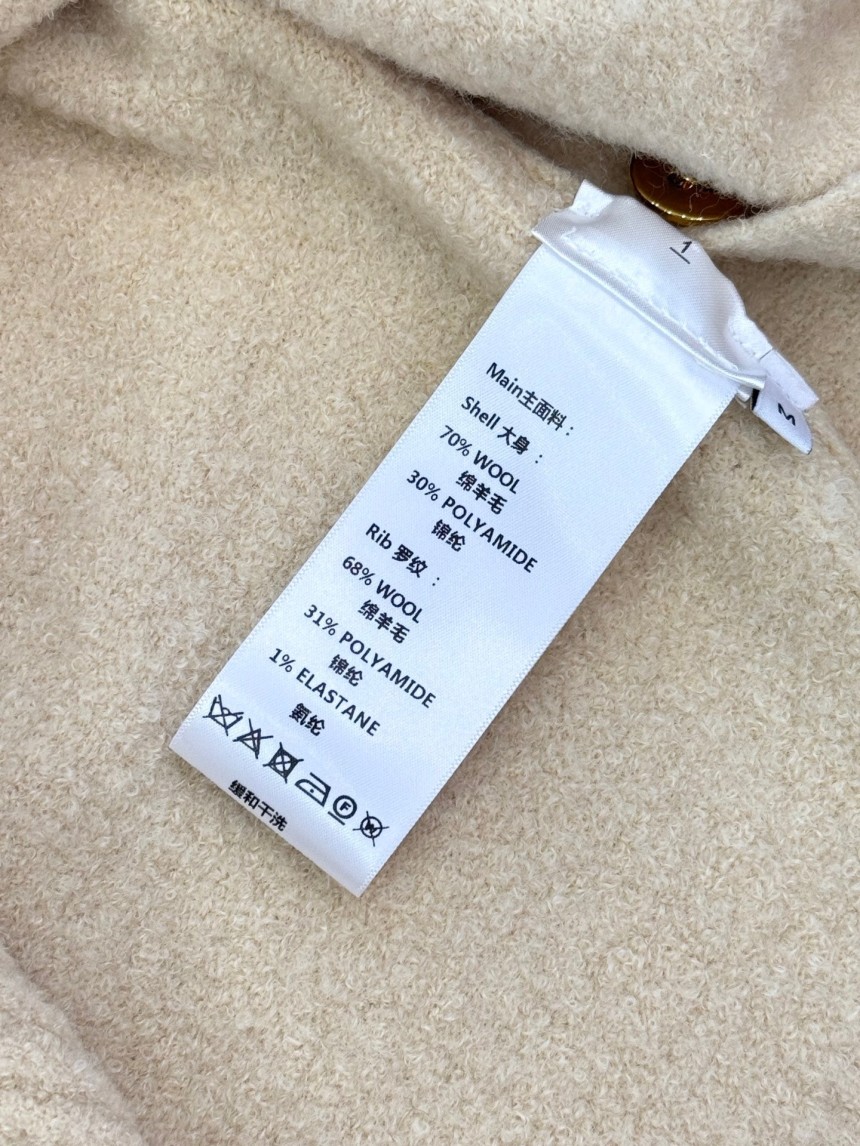 1
M
Main主面料：
Shell 大身：
70% WOOL
绵羊毛
30% POLYAMIDE
锦纶
Rib 罗纹：
68% WOOL
绵羊毛
31% POLYAMIDE
锦纶
1% ELASTANE
氨纶
F W
缓和干洗